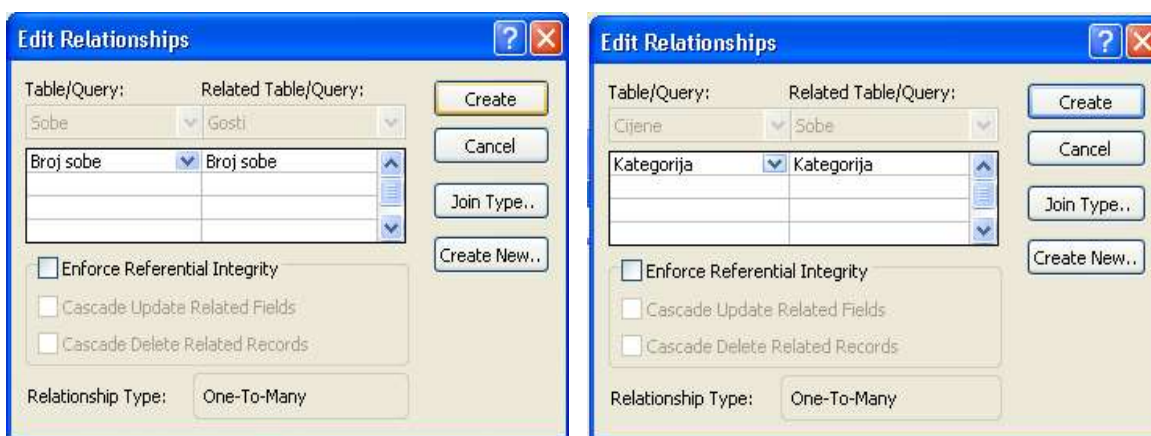 Edit Relationships
Table/Query: Related Table/Query:
Sobe Gosti
Broj sobe Broj sobe
Create
Cancel
Join Type..
Create New..
Enforce Referential Integrity
Cascade Update Related Fields
Cascade Delete Related Records
Relationship Type: One-To-Many
Edit Relationships
Table/Query: Related Table/Query:
Cijene Sobe
Kategorija Kategorija
Create
Cancel
Join Type..
Create New..
Enforce Referential Integrity
Cascade Update Related Fields
Cascade Delete Related Records
Relationship Type: One-To-Many